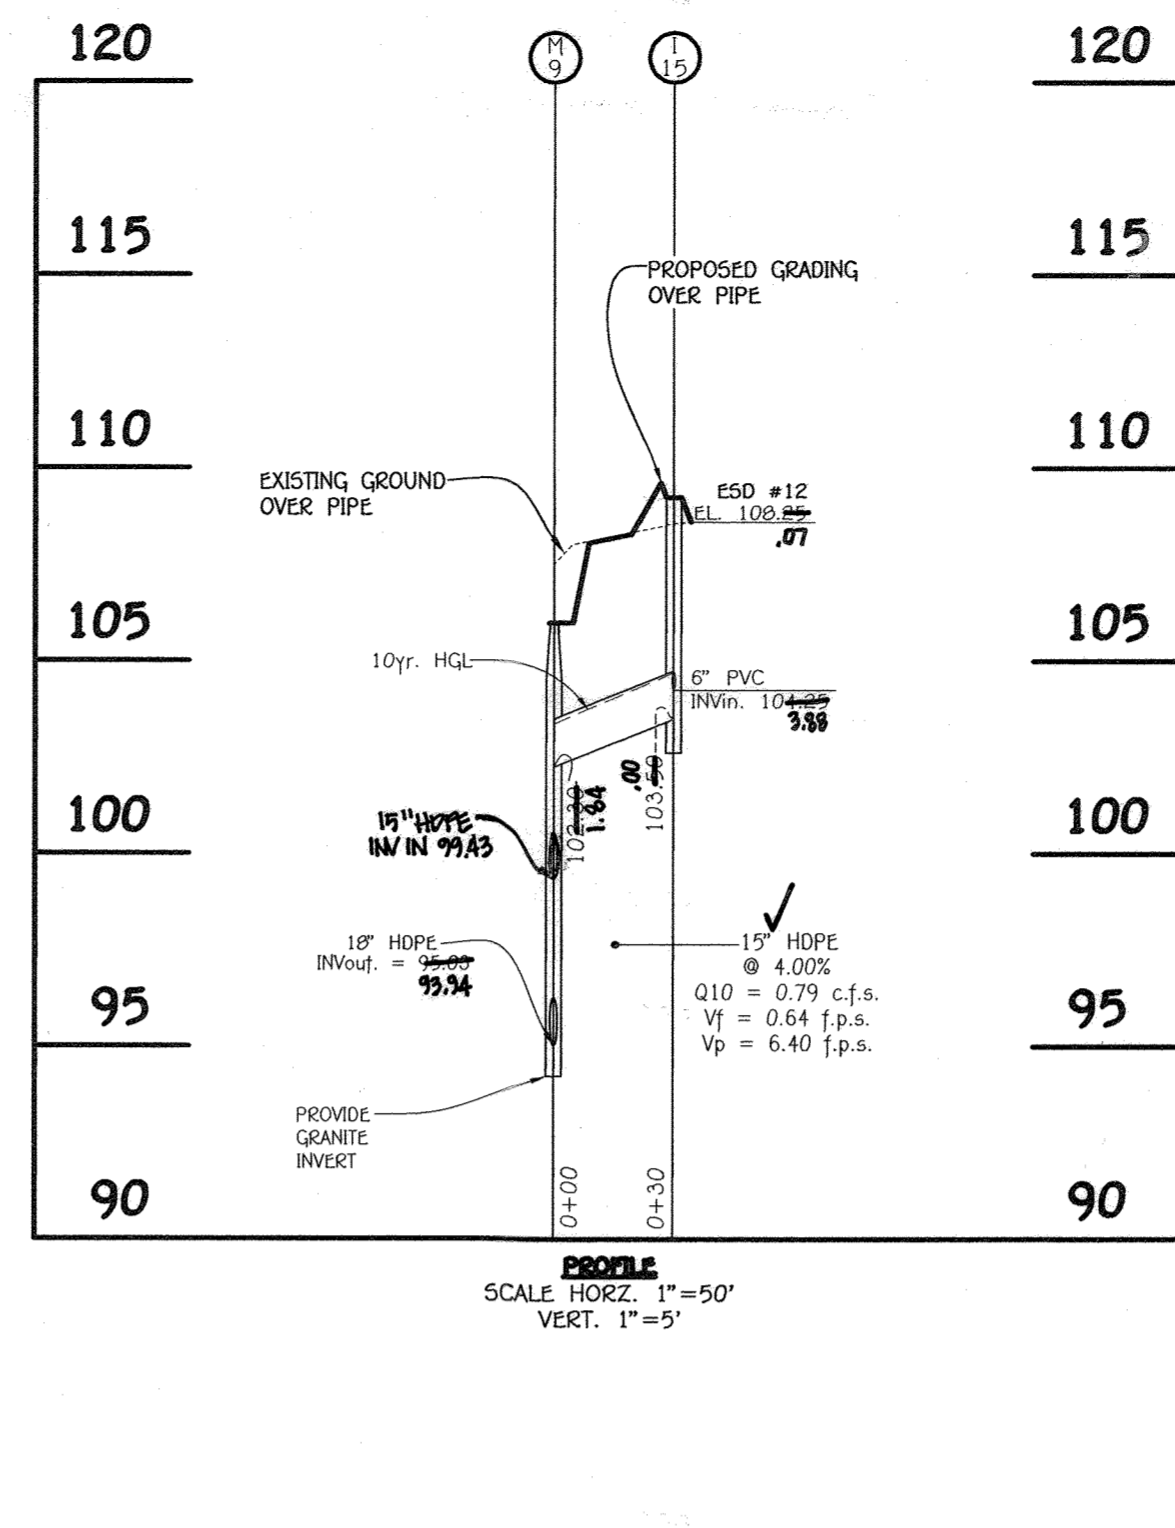 120
M
9
I
15
120
115
115
PROPOSED GRADING
OVER PIPE
110
110
EXISTING GROUND
OVER PIPE
ESD #12
EL. 108.25
.07
105
105
10yr. HGL
6" PVC
INVin. 104.25
3.88
.00
103.50
102.30
1.84
100
100
15" HDPE
INV IN 99.43
18" HDPE
INVout. = 95.03
93.94
15" HDPE
@ 4.00%
Q10 = 0.79 c.f.s.
Vf = 0.64 f.p.s.
Vp = 6.40 f.p.s.
95
95
PROVIDE
GRANITE
INVERT
0+00
0+30
90
90
PROFILE
SCALE HORZ. 1"=50'
VERT. 1"=5'